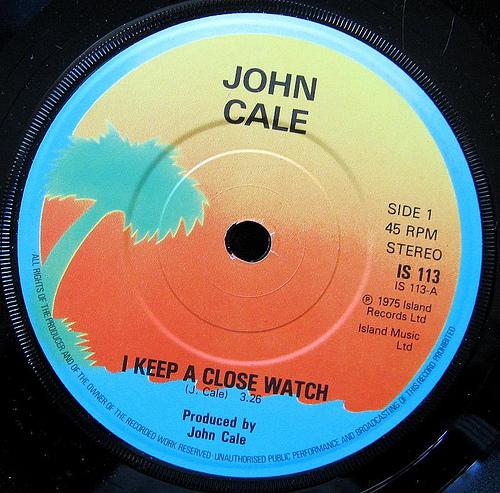 JOHN
CALE
SIDE 1
45 RPM
STEREO
IS 113
IS 113-A
Ⓟ 1975 Island
Records Ltd
Island Music
Ltd
I KEEP A CLOSE WATCH
(J. Cale) 3.26
Produced by
John Cale
ALL RIGHTS OF THE PRODUCER AND OF THE OWNER OF THE RECORDED WORK RESERVED · UNAUTHORISED PUBLIC PERFORMANCE AND BROADCASTING OF THIS RECORD PROHIBITED